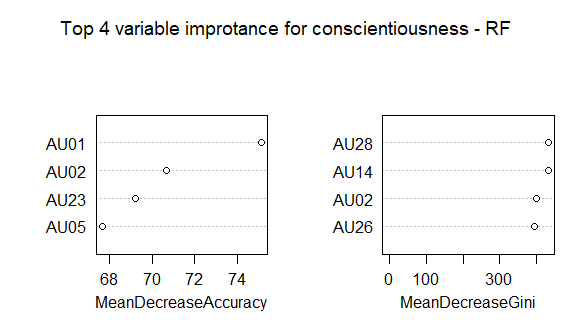 Top 4 variable improtance for conscientiousness - RF
AU01
AU02
AU23
AU05
68 70 72 74
MeanDecreaseAccuracy
AU28
AU14
AU02
AU26
0 100 300
MeanDecreaseGini